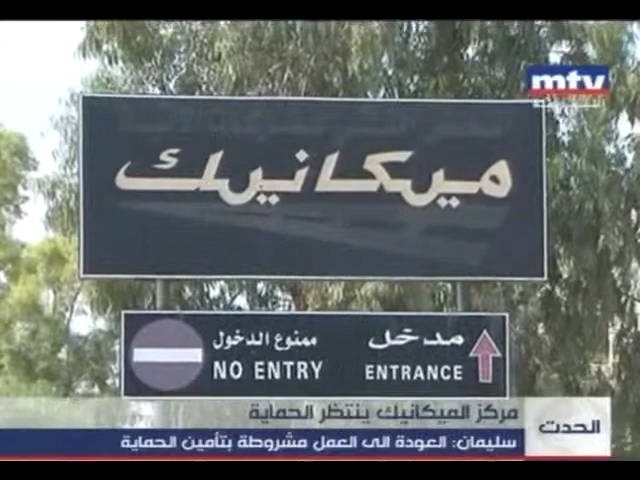 mtv
ميكانيك
ممنوع الدخول
NO ENTRY
مدخل
ENTRANCE
مركز الميكانيك ينتظر الحماية
الحدث
سليمان: العودة الى العمل مشروطة بتأمين الحماية